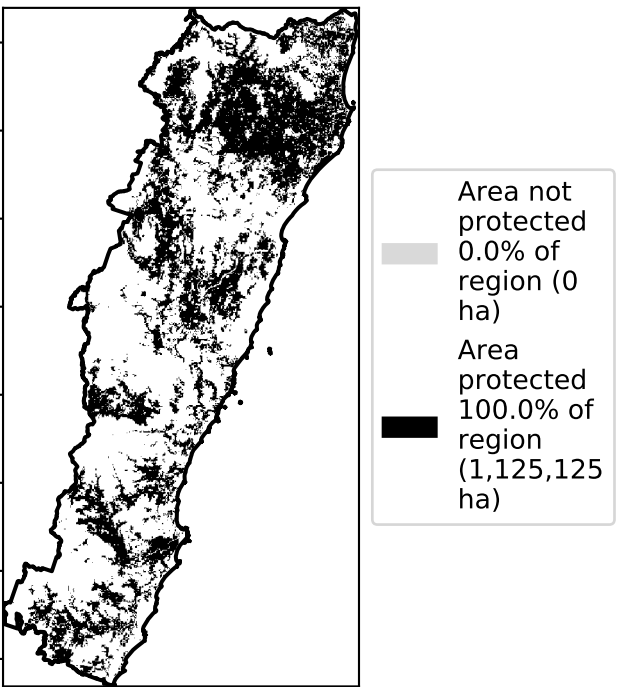 Area not
protected
0.0% of
region (0
ha)
Area
protected
100.0% of
region
(1,125,125
ha)